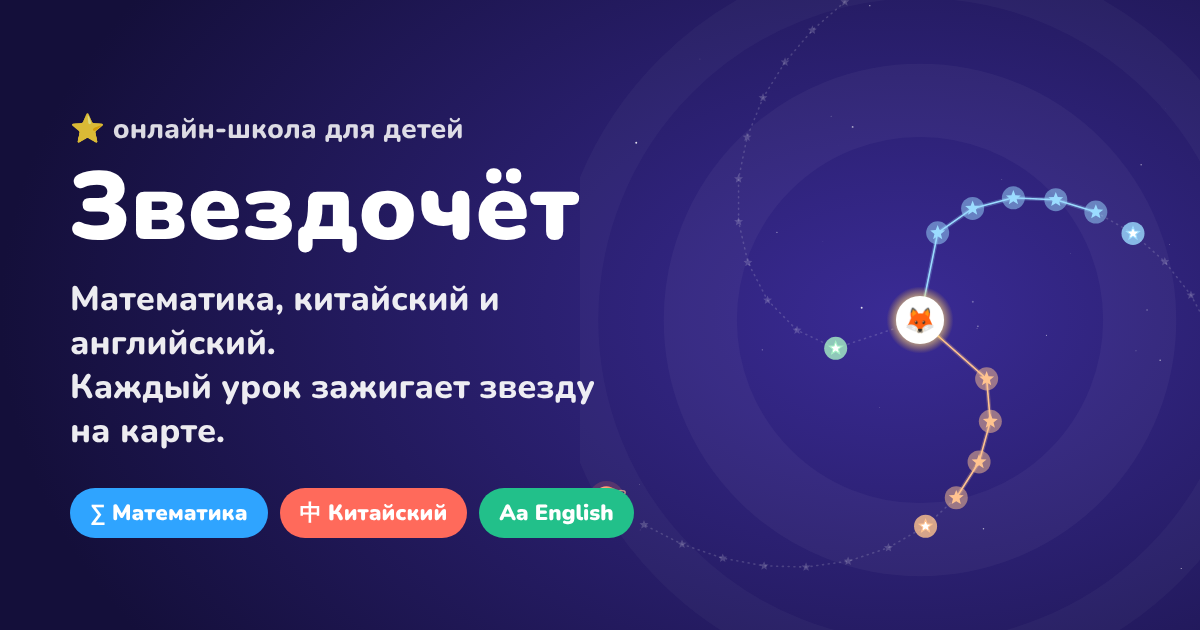 онлайн-школа для детей
Звездочёт
Математика, китайский и
английский.
Каждый урок зажигает звезду
на карте.
∑ Математика
中 Китайский
Aa English